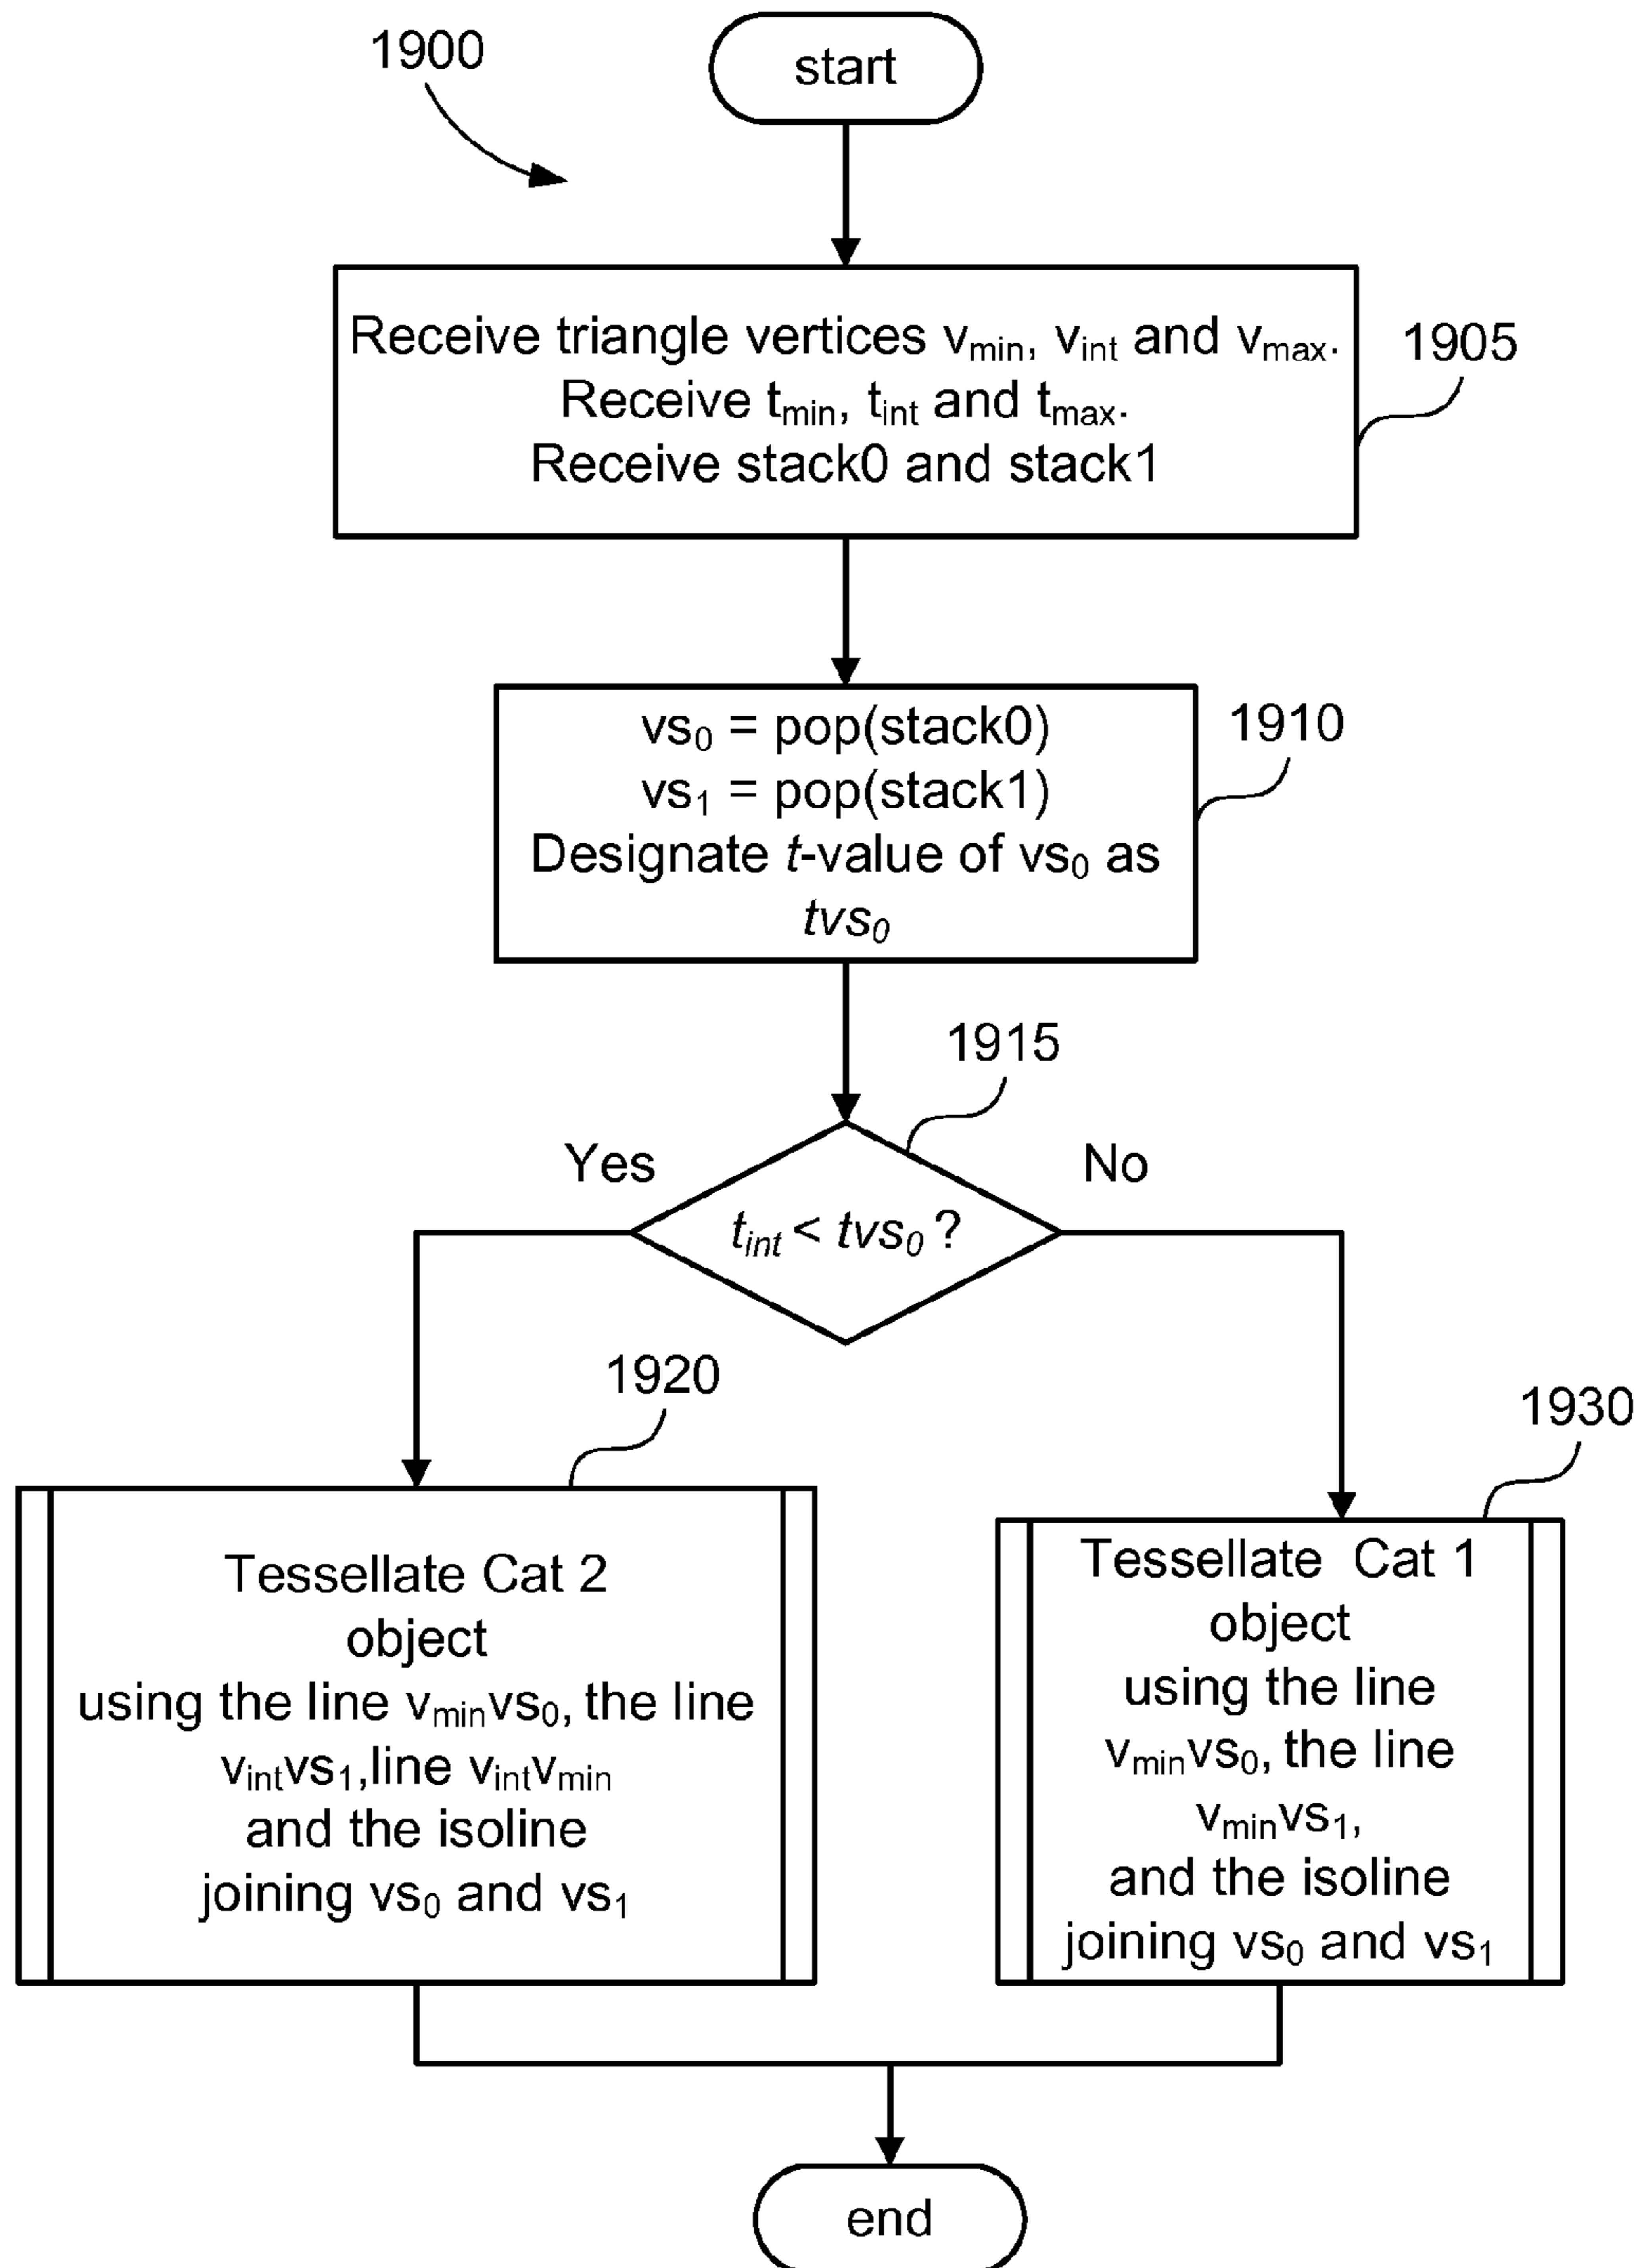 1900
start
Receive triangle vertices vmin, vint and vmax.
Receive tmin, tint and tmax.
Receive stack0 and stack1
1905
vs0 = pop(stack0)
vs1 = pop(stack1)
Designate t-value of vs0 as
tvs0
1910
1915
Yes
No
tint < tvs0 ?
1920
1930
Tessellate Cat 2
object
using the line vminvs0, the line
vintvs1,line vintvmin
and the isoline
joining vs0 and vs1
Tessellate Cat 1
object
using the line
vminvs0, the line
vminvs1,
and the isoline
joining vs0 and vs1
end